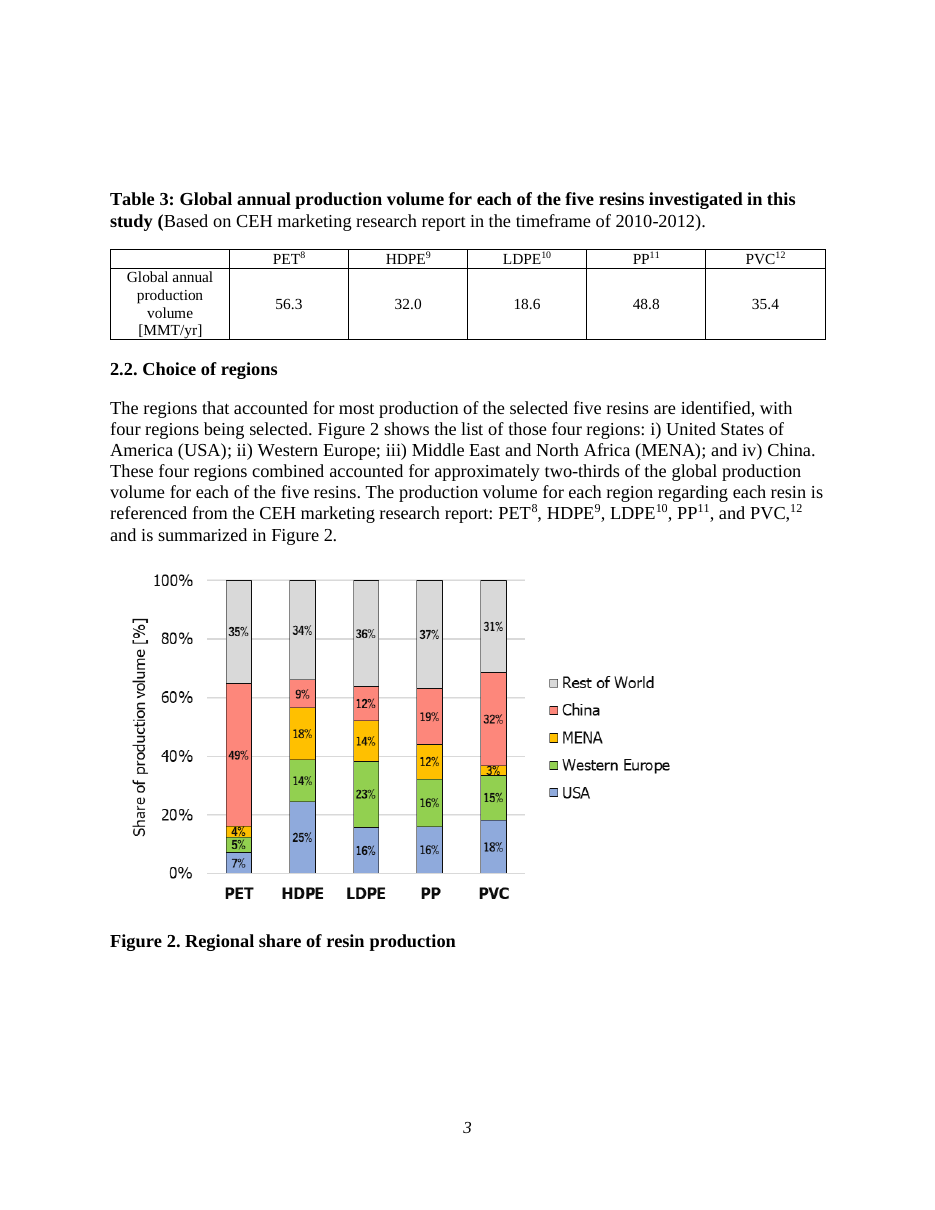 Table 3: Global annual production volume for each of the five resins investigated in this
study (Based on CEH marketing research report in the timeframe of 2010-2012).
PET8 HDPE9 LDPE10 PP11 PVC12
Global annual
production
volume
[MMT/yr]
56.3 32.0 18.6 48.8 35.4
2.2. Choice of regions
The regions that accounted for most production of the selected five resins are identified, with
four regions being selected. Figure 2 shows the list of those four regions: i) United States of
America (USA); ii) Western Europe; iii) Middle East and North Africa (MENA); and iv) China.
These four regions combined accounted for approximately two-thirds of the global production
volume for each of the five resins. The production volume for each region regarding each resin is
referenced from the CEH marketing research report: PET8, HDPE9, LDPE10, PP11, and PVC,12
and is summarized in Figure 2.
Share of production volume [%]
100%
80%
60%
40%
20%
0%
35% 34% 36% 37% 31%
49% 9% 12% 19% 32%
4% 18% 14% 12% 3%
5% 14% 23% 16% 15%
7% 25% 16% 16% 18%
PET HDPE LDPE PP PVC
Rest of World
China
MENA
Western Europe
USA
Figure 2. Regional share of resin production
3